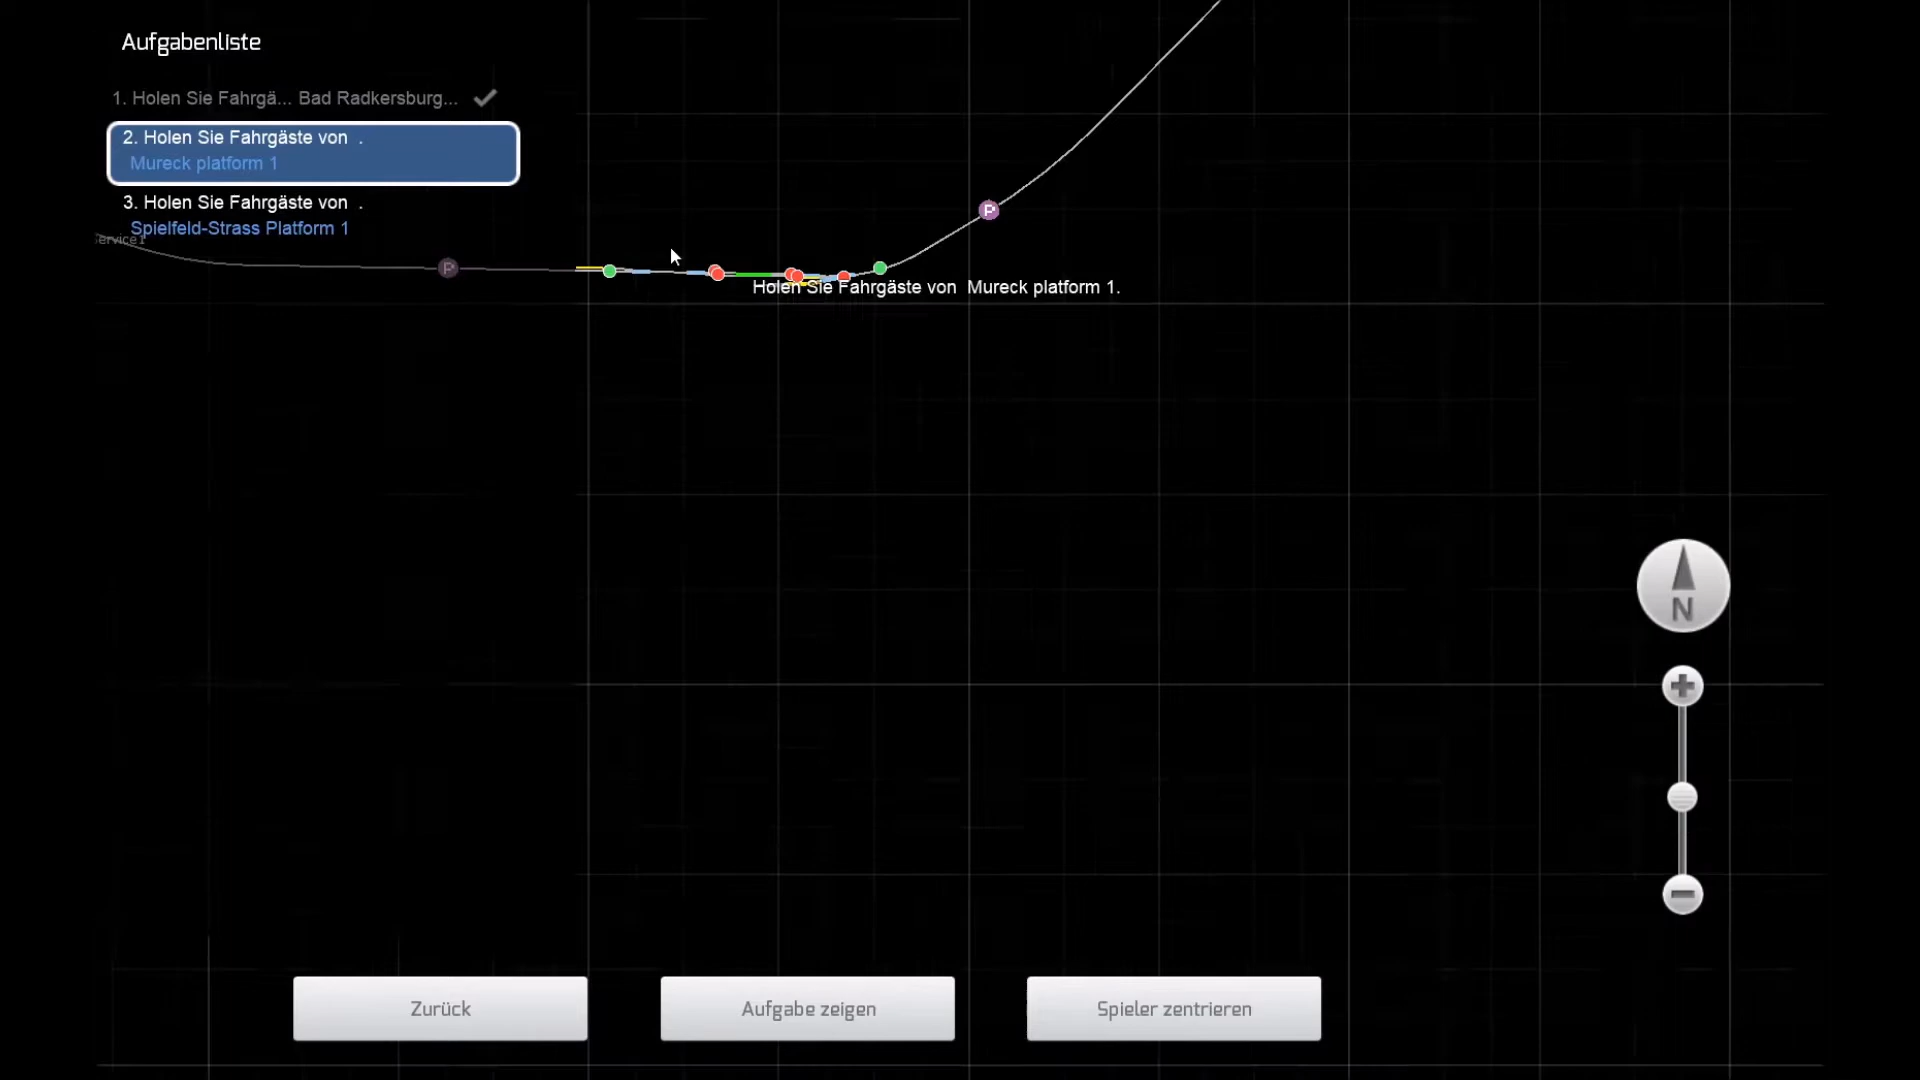 Aufgabenliste
1. Holen Sie Fahrgä... Bad Radkersburg...
2. Holen Sie Fahrgäste von .
Mureck platform 1
3. Holen Sie Fahrgäste von .
Spielfeld-Strass Platform 1
P
P
Holen Sie Fahrgäste von Mureck platform 1.
N
Zurück
Aufgabe zeigen
Spieler zentrieren